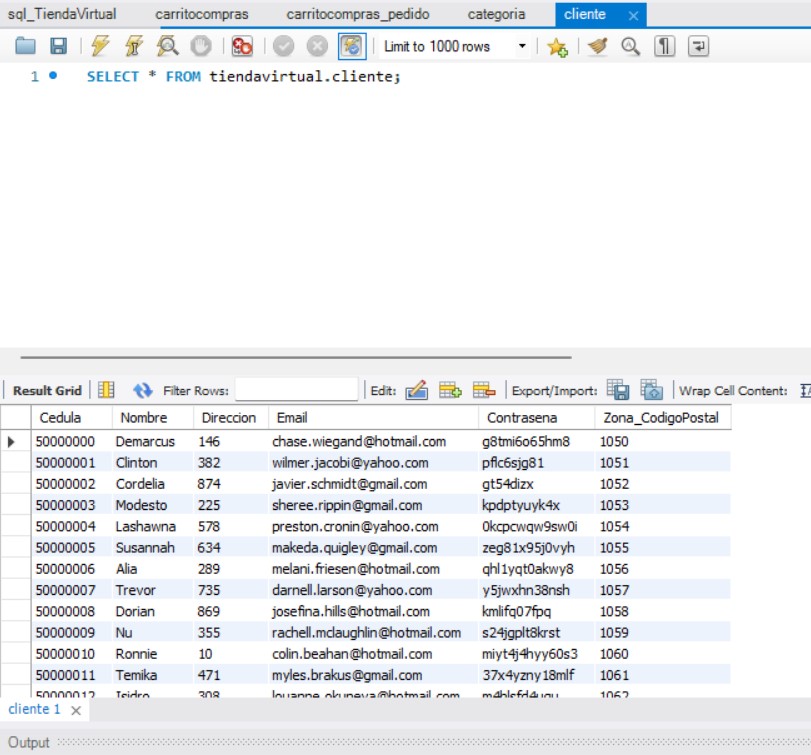 sql_TiendaVirtual carritocompras carritocompras_pedido categoria cliente
Limit to 1000 rows
1 SELECT * FROM tiendavirtual.cliente;
Result Grid Filter Rows: Edit: Export/Import: Wrap Cell Content:
Cedula Nombre Direccion Email Contrasena Zona_CodigoPostal
50000000 Demarcus 146 chase.wiegand@hotmail.com g8tmi6o65hm8 1050
50000001 Clinton 382 wilmer.jacobi@yahoo.com pflc6sjg81 1051
50000002 Cordelia 874 javier.schmidt@gmail.com gt54dizx 1052
50000003 Modesto 225 sheree.rippin@gmail.com kpdptyuyk4x 1053
50000004 Lashawna 578 preston.cronin@yahoo.com 0kcpcwqw9sw0i 1054
50000005 Susannah 634 makeda.quigley@gmail.com zeg81x95j0vyh 1055
50000006 Alia 289 melani.friesen@hotmail.com qhl1yqt0akwy8 1056
50000007 Trevor 735 darnell.larson@yahoo.com y5jwxhn38nsh 1057
50000008 Dorian 869 josefina.hills@hotmail.com kmlifq07fpq 1058
50000009 Nu 355 rachell.mclaughlin@hotmail.com s24jgplt8krst 1059
50000010 Ronnie 10 colin.beahan@hotmail.com miyt4j4hyy60s3 1060
50000011 Temika 471 myles.brakus@gmail.com 37x4yzny18mlf 1061
50000012 Isidro 308 louanne.okuneva@hotmail.com 1062
cliente 1
Output